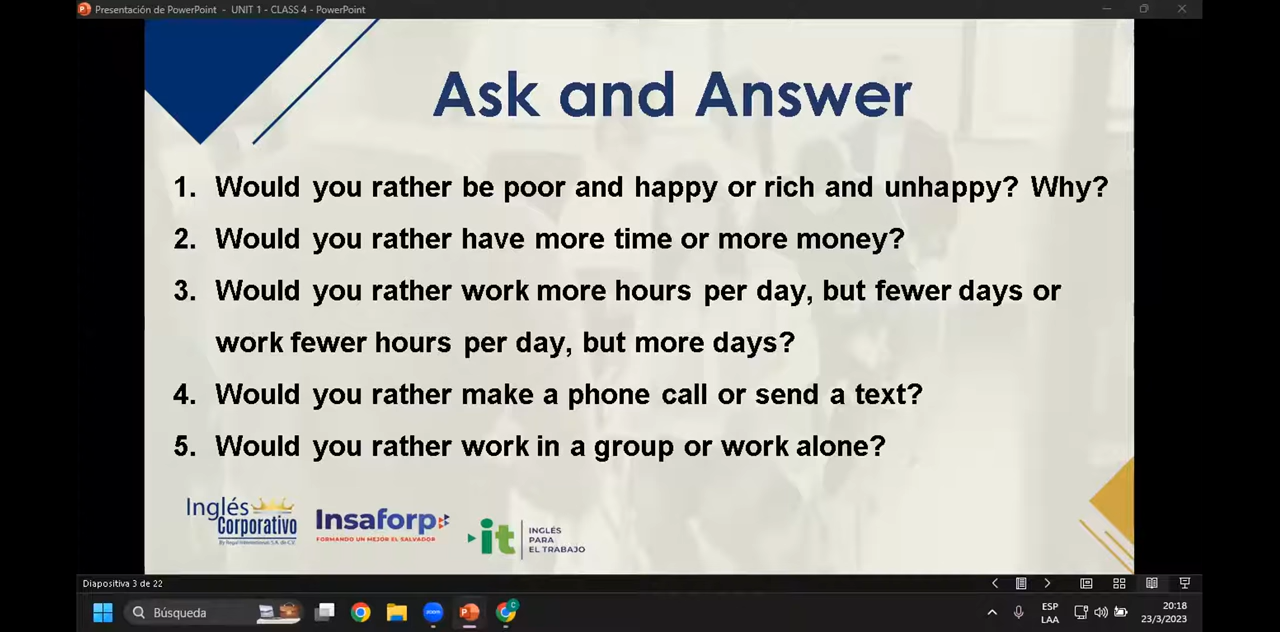 Presentación de PowerPoint - UNIT 1 - CLASS 4 - PowerPoint
Ask and Answer
1. Would you rather be poor and happy or rich and unhappy? Why?
2. Would you rather have more time or more money?
3. Would you rather work more hours per day, but fewer days or
work fewer hours per day, but more days?
4. Would you rather make a phone call or send a text?
5. Would you rather work in a group or work alone?
Inglés
Corporativo
By Regal International, S.A. de C.V.
Insaforp
FORMANDO UN MEJOR EL SALVADOR
it
INGLÉS
PARA
EL TRABAJO
Diapositiva 3 de 22
Búsqueda
zoom
C
ESP
LAA
20:18
23/3/2023